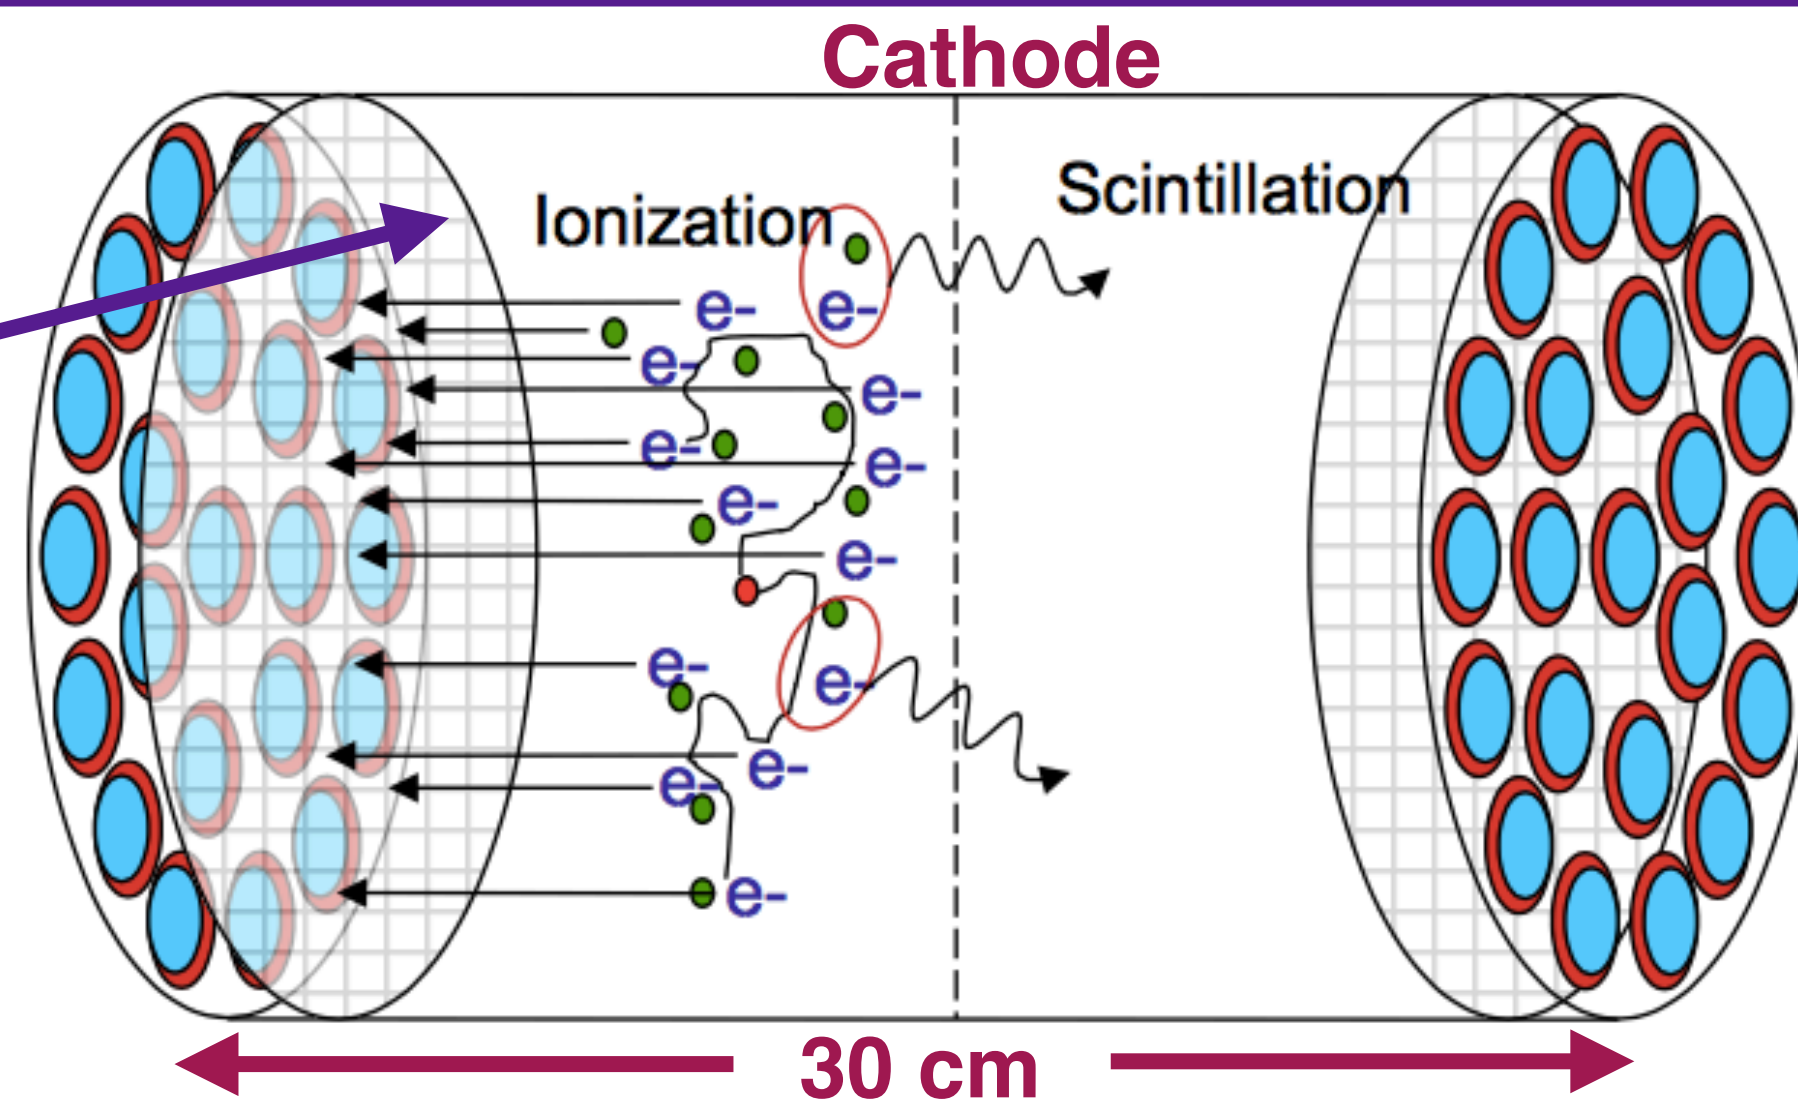 Cathode
Scintillation
Ionization
e-
e-
e-
e-
e-
e-
e-
e-
e-
e-
e-
e-
e-
30 cm